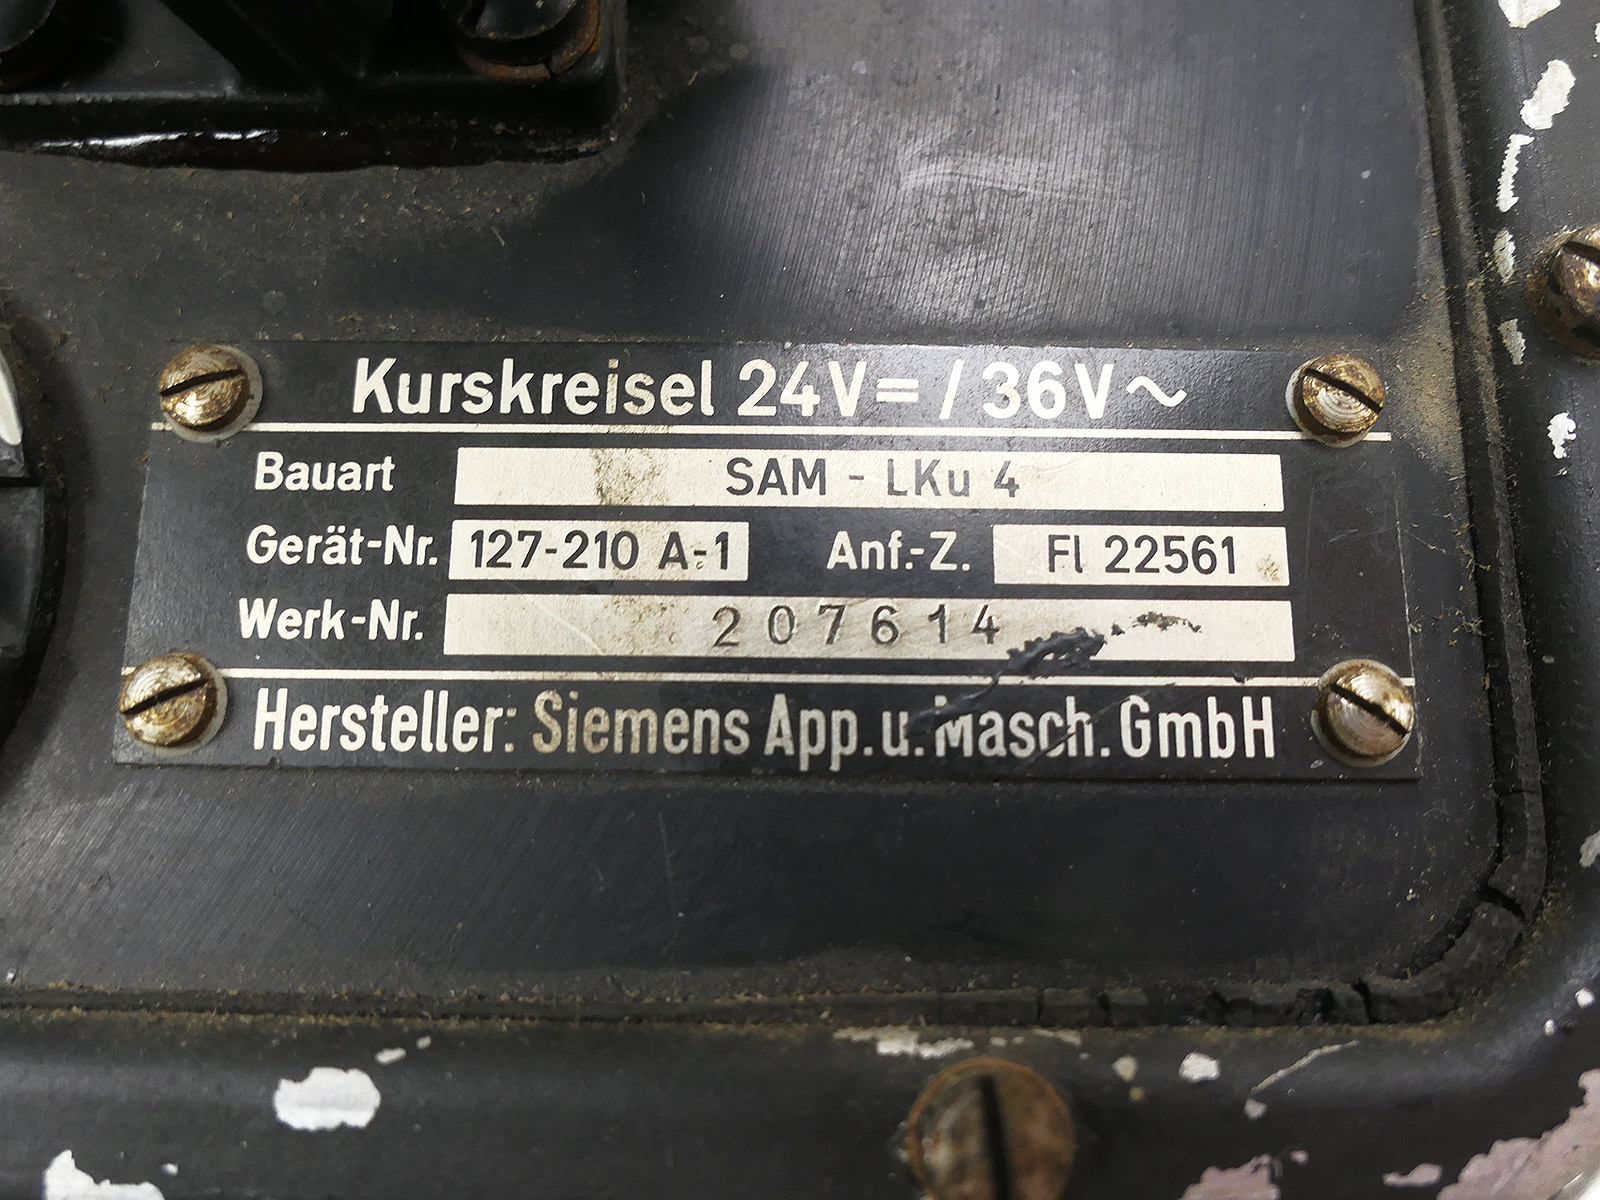 Kurskreisel 24V=/36V~
Bauart SAM - LKu 4
Gerät-Nr. 127-210 A-1 Anf.-Z. Fl 22561
Werk-Nr. 207614
Hersteller: Siemens App.u.Masch.GmbH